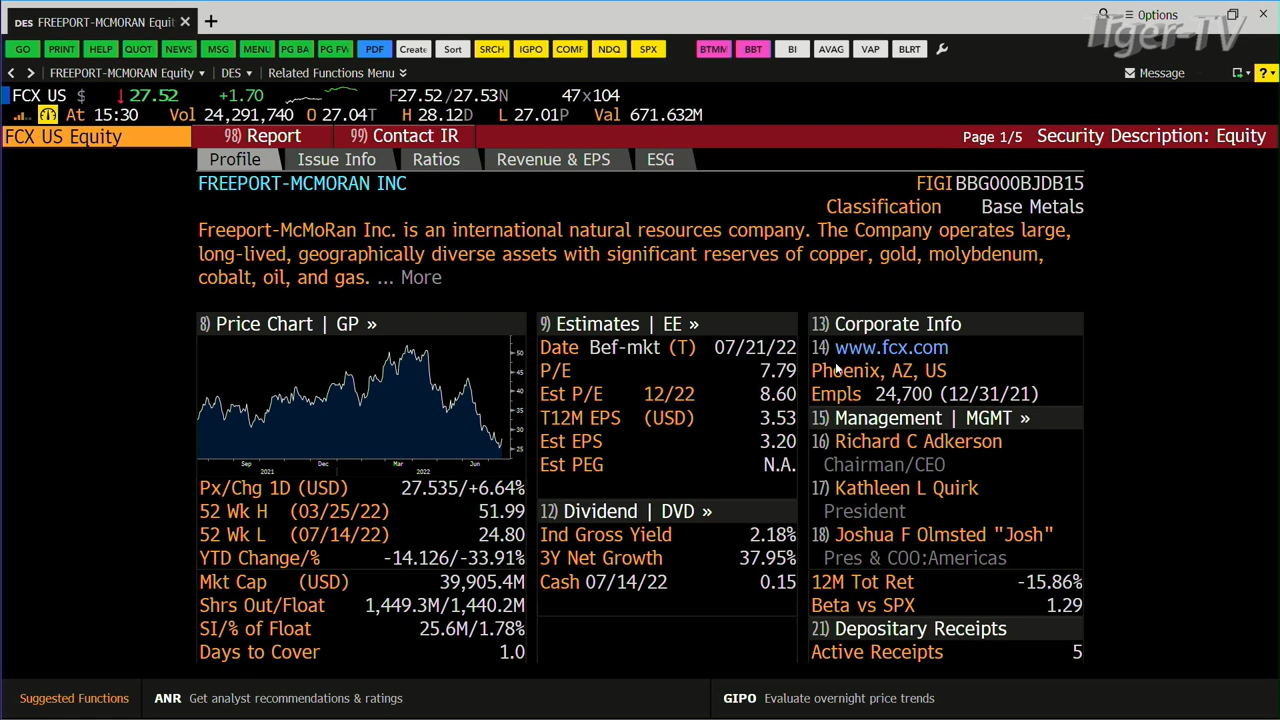 DES FREEPORT-MCMORAN Equit
Options
Tiger-TV
GO PRINT HELP QUOT NEWS MSG MENU PG BA PG FW PDF Create Sort SRCH IGPO COMF NDQ SPX BTMM BBT BI AVAG VAP BLRT
FREEPORT-MCMORAN Equity DES Related Functions Menu Message
FCX US $ ↓27.52 +1.70 F27.52/27.53N 47x104
At 15:30 Vol 24,291,740 O 27.04T H 28.12D L 27.01P Val 671.632M
FCX US Equity 98) Report 99) Contact IR Page 1/5 Security Description: Equity
Profile Issue Info Ratios Revenue & EPS ESG
FREEPORT-MCMORAN INC FIGI BBG000BJDB15
Classification Base Metals
Freeport-McMoRan Inc. is an international natural resources company. The Company operates large,
long-lived, geographically diverse assets with significant reserves of copper, gold, molybdenum,
cobalt, oil, and gas. ... More
8) Price Chart | GP »
50
45
40
35
30
25
Sep Dec Mar Jun
2021 2022
Px/Chg 1D (USD) 27.535/+6.64%
52 Wk H (03/25/22) 51.99
52 Wk L (07/14/22) 24.80
YTD Change/% -14.126/-33.91%
Mkt Cap (USD) 39,905.4M
Shrs Out/Float 1,449.3M/1,440.2M
SI/% of Float 25.6M/1.78%
Days to Cover 1.0
9) Estimates | EE »
Date Bef-mkt (T) 07/21/22
P/E 7.79
Est P/E 12/22 8.60
T12M EPS (USD) 3.53
Est EPS 3.20
Est PEG N.A.
12) Dividend | DVD »
Ind Gross Yield 2.18%
3Y Net Growth 37.95%
Cash 07/14/22 0.15
13) Corporate Info
14) www.fcx.com
Phoenix, AZ, US
Empls 24,700 (12/31/21)
15) Management | MGMT »
16) Richard C Adkerson
Chairman/CEO
17) Kathleen L Quirk
President
18) Joshua F Olmsted "Josh"
Pres & COO:Americas
12M Tot Ret -15.86%
Beta vs SPX 1.29
21) Depositary Receipts
Active Receipts 5
Suggested Functions ANR Get analyst recommendations & ratings GIPO Evaluate overnight price trends